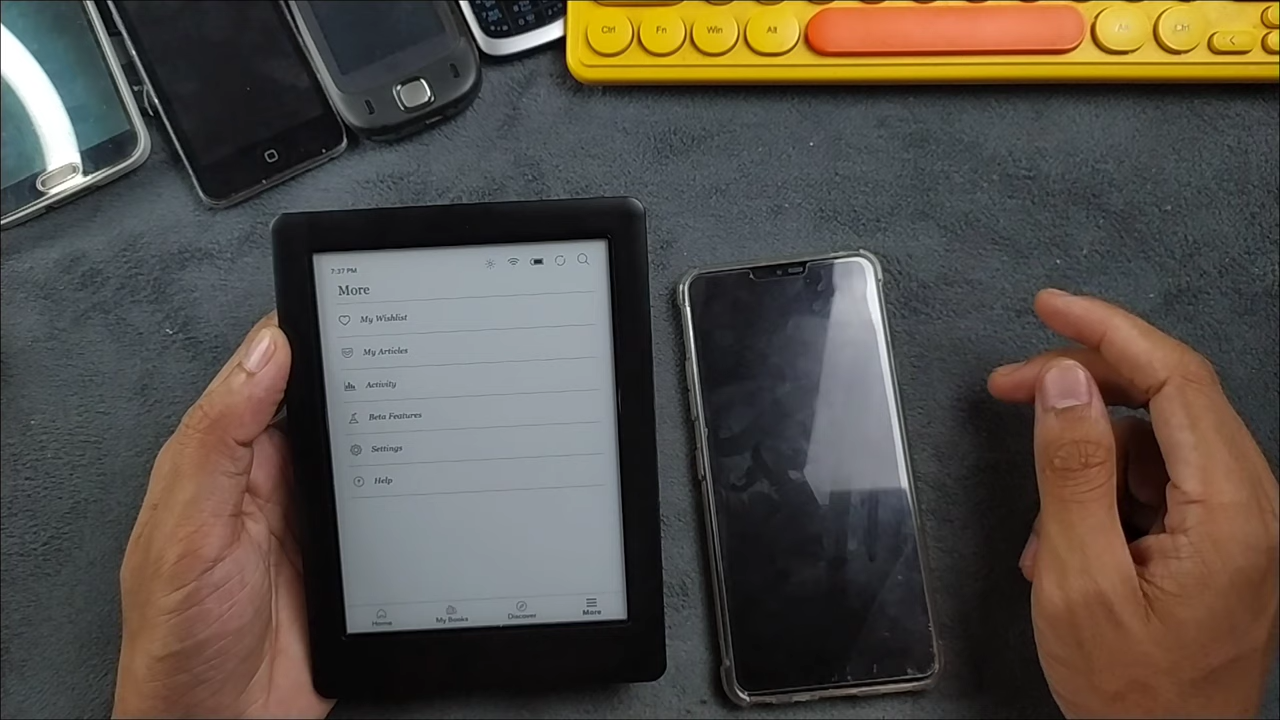 Ctrl
Fn
Win
Alt
Alt
Ctrl
7:37 PM
More
My Wishlist
My Articles
Activity
Beta Features
Settings
Help
Home
My Books
Discover
More